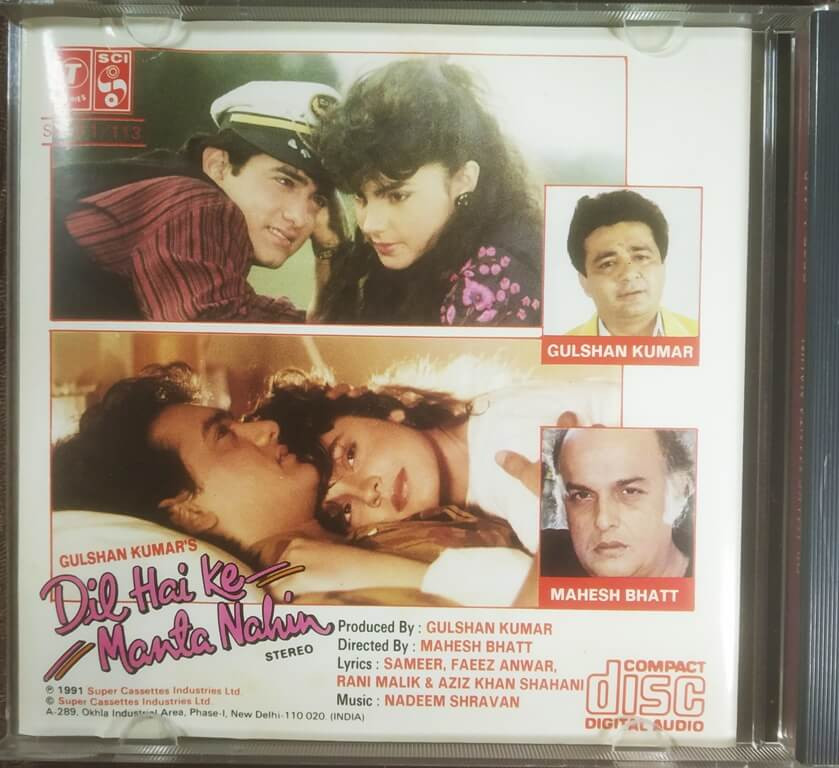 T
SERIES
SCI
GULSHAN KUMAR
MAHESH BHATT
GULSHAN KUMAR'S
Dil Hai Ke
Manta Nahin
STEREO
Produced By : GULSHAN KUMAR
Directed By : MAHESH BHATT
Lyrics : SAMEER, FAEEZ ANWAR,
RANI MALIK & AZIZ KHAN SHAHANI
Music : NADEEM SHRAVAN
℗ 1991 Super Cassettes Industries Ltd.
© Super Cassettes Industries Ltd.
A-289, Okhla Industrial Area, Phase-I, New Delhi-110 020. (INDIA)
COMPACT
disc
DIGITAL AUDIO